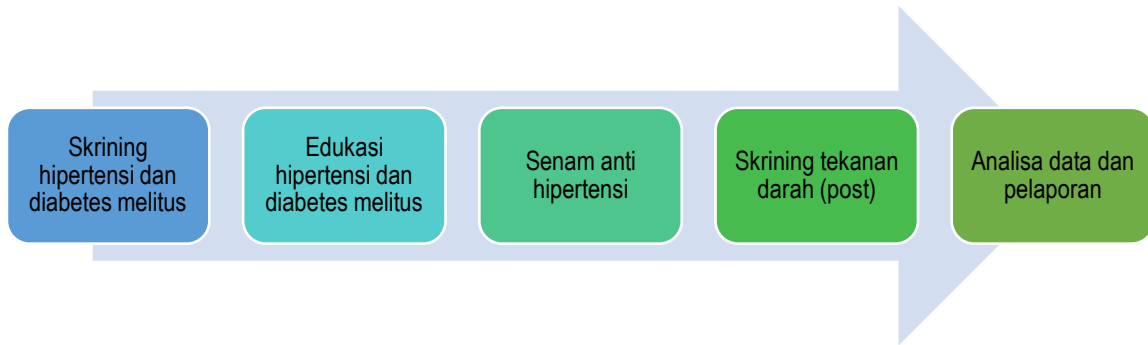 Skrining
hipertensi dan
diabetes melitus
Edukasi
hipertensi dan
diabetes melitus
Senam anti
hipertensi
Skrining tekanan
darah (post)
Analisa data dan
pelaporan